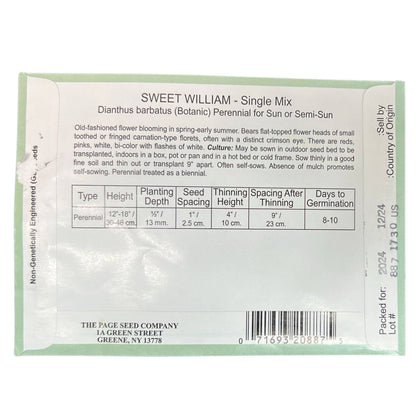 SWEET WILLIAM - Single Mix
Dianthus barbatus (Botanic) Perennial for Sun or Semi-Sun
Old-fashioned flower blooming in spring-early summer. Bears flat-topped flower heads of small
toothed or fringed carnation-type florets, often with a distinct crimson eye. There are reds,
pinks, white, bi-color with flashes of white. Culture: May be sown in outdoor seed bed to be
transplanted, indoors in a box, pot or pan and in a hot bed or cold frame. Sow thinly in a good
fine soil and thin out or transplant 9" apart. Often self-sows. Absence of mulch promotes
self-sowing. Perennial treated as a biennial.
Type Height Planting Depth Seed Spacing Thinning Height Spacing After Thinning Days to Germination
Perennial 12"-18"/ 30-46 cm ½"/ 13 mm. 1"/ 2.5 cm. 4"/ 10 cm. 9"/ 23 cm. 8-10
THE PAGE SEED COMPANY
1A GREEN STREET
GREENE, NY 13778
0 71693 20887 5
Non-Genetically Engineered
Packed for: 2024 12/24 :Sell by
Lot # 887 1730 US :Country of Origin